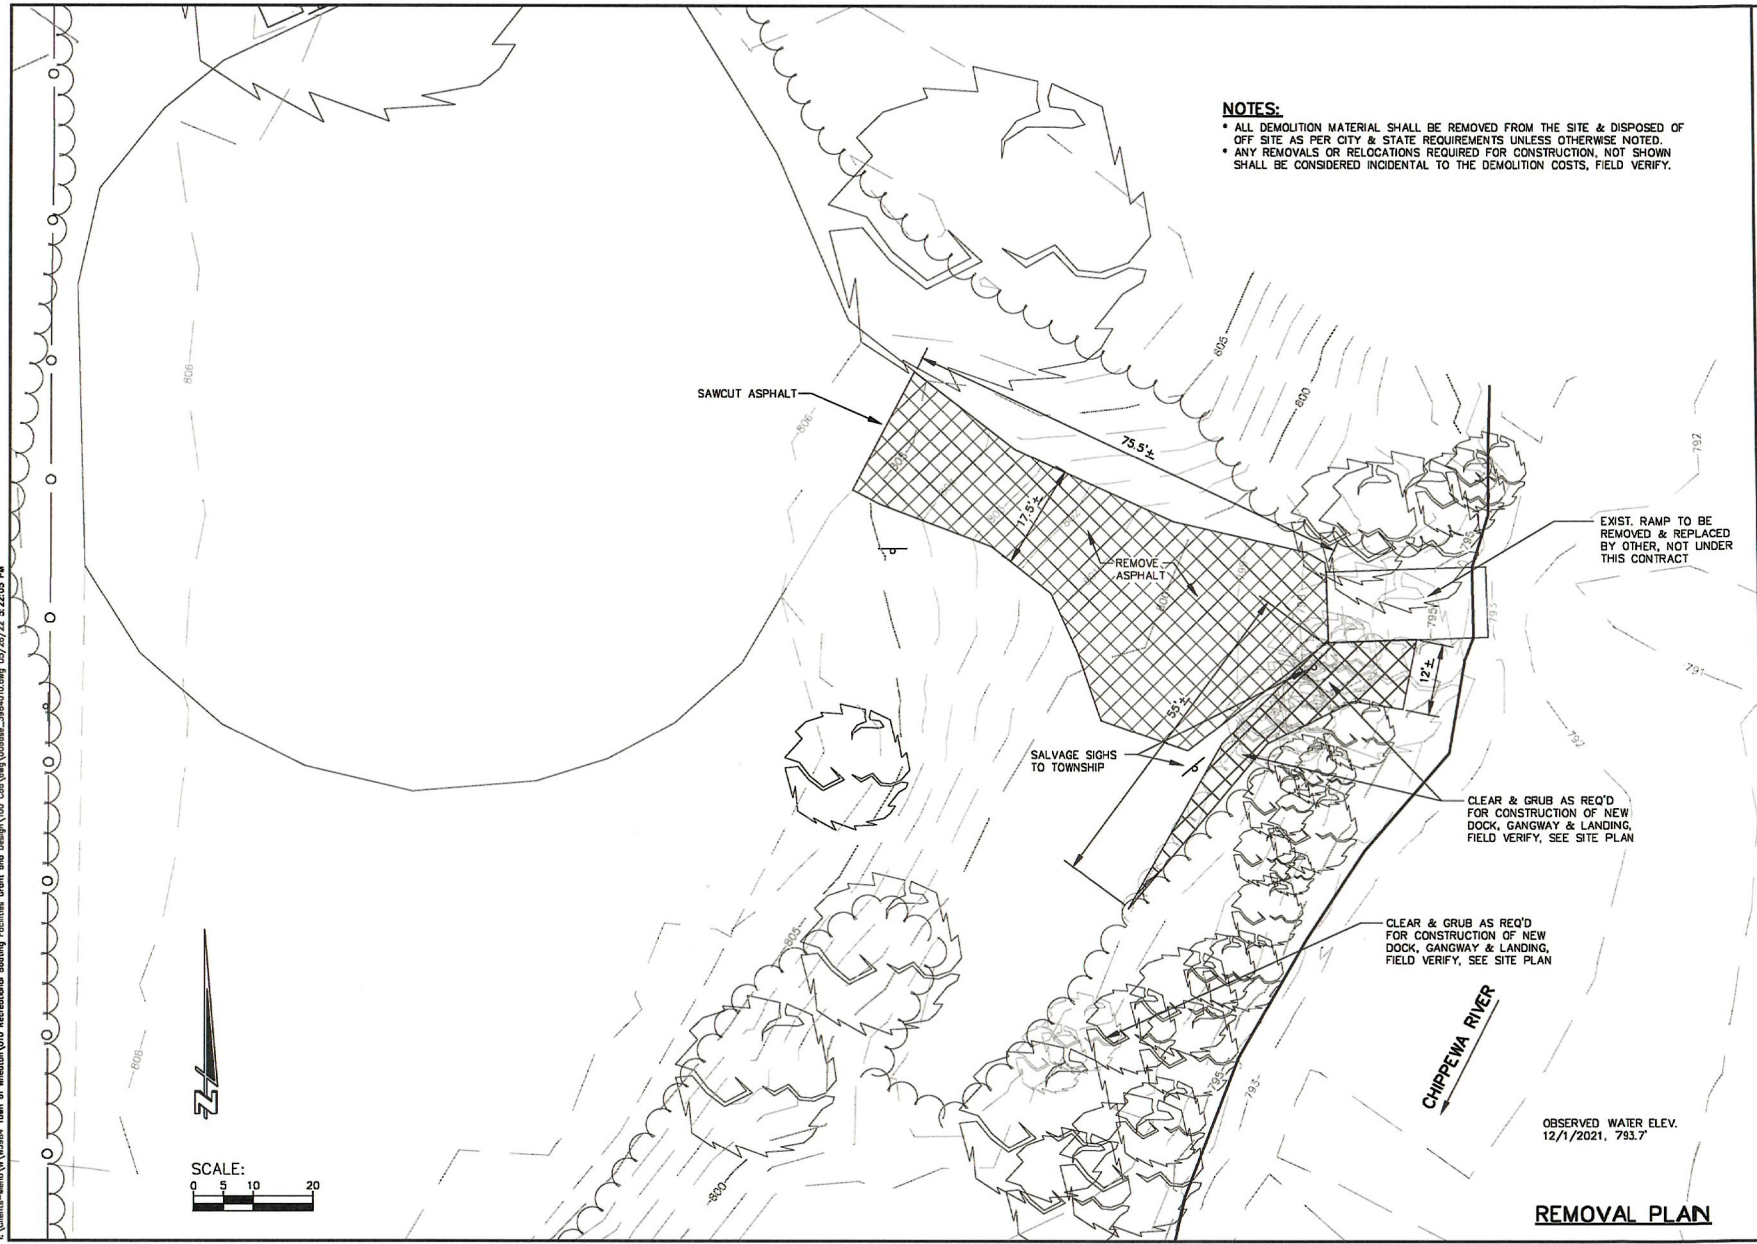 NOTES:
* ALL DEMOLITION MATERIAL SHALL BE REMOVED FROM THE SITE & DISPOSED OF
OFF SITE AS PER CITY & STATE REQUIREMENTS UNLESS OTHERWISE NOTED.
* ANY REMOVALS OR RELOCATIONS REQUIRED FOR CONSTRUCTION, NOT SHOWN
SHALL BE CONSIDERED INCIDENTAL TO THE DEMOLITION COSTS, FIELD VERIFY.
805
800
806
SAWCUT ASPHALT
806
75.5'±
792
17.5'±
EXIST. RAMP TO BE
REMOVED & REPLACED
BY OTHER, NOT UNDER
THIS CONTRACT
795
REMOVE
ASPHALT
800
795
793
791
12'±
55'±
792
SALVAGE SIGHS
TO TOWNSHIP
CLEAR & GRUB AS REQ'D
FOR CONSTRUCTION OF NEW
DOCK, GANGWAY & LANDING,
FIELD VERIFY, SEE SITE PLAN
805
CLEAR & GRUB AS REQ'D
FOR CONSTRUCTION OF NEW
DOCK, GANGWAY & LANDING,
FIELD VERIFY, SEE SITE PLAN
806
795
793
CHIPPEWA RIVER
N
OBSERVED WATER ELEV.
12/1/2021, 793.7'
SCALE:
0 5 10 20
800
REMOVAL PLAN